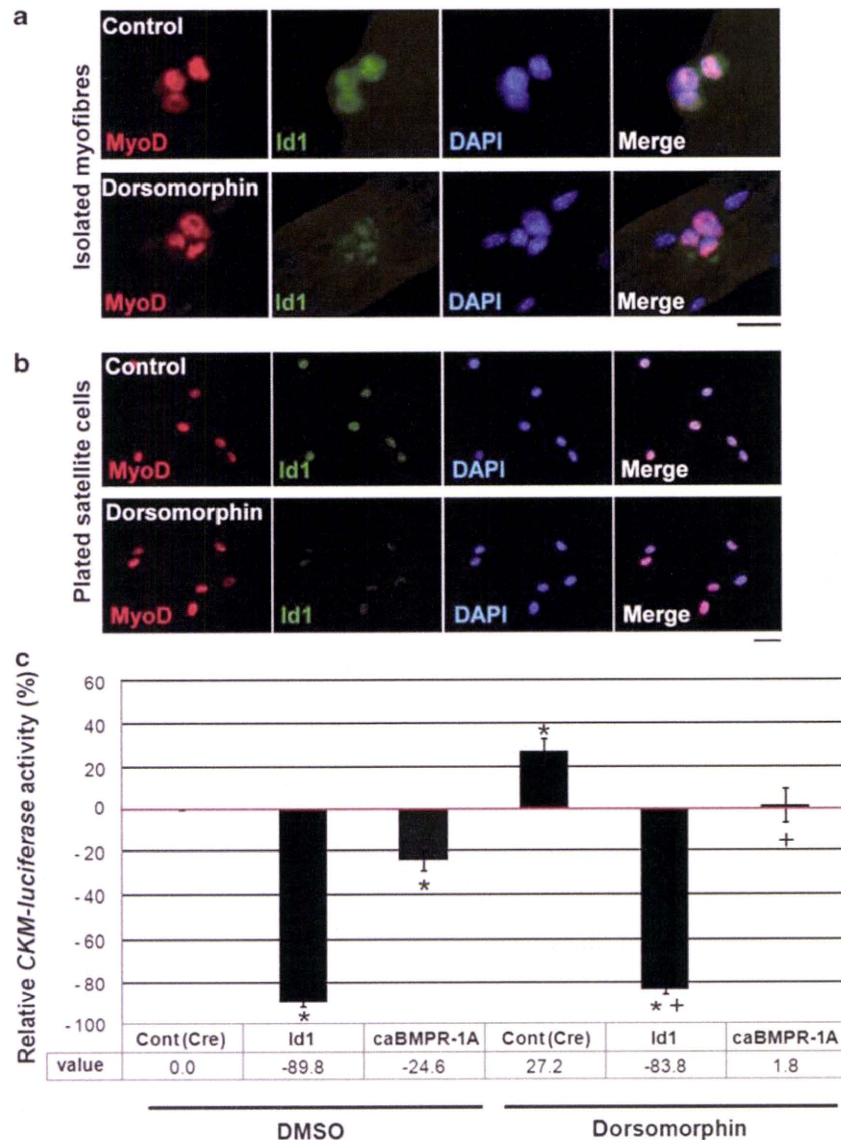 a
Isolated myofibres
Control
MyoD Id1 DAPI Merge
Dorsomorphin
MyoD Id1 DAPI Merge
b
Plated satellite cells
Control
MyoD Id1 DAPI Merge
Dorsomorphin
MyoD Id1 DAPI Merge
c
Relative CKM-luciferase activity (%)
60
40
20
0
-20
-40
-60
-80
-100
* * * * + +
Cont(Cre) Id1 caBMPR-1A Cont(Cre) Id1 caBMPR-1A
value 0.0 -89.8 -24.6 27.2 -83.8 1.8
DMSO Dorsomorphin